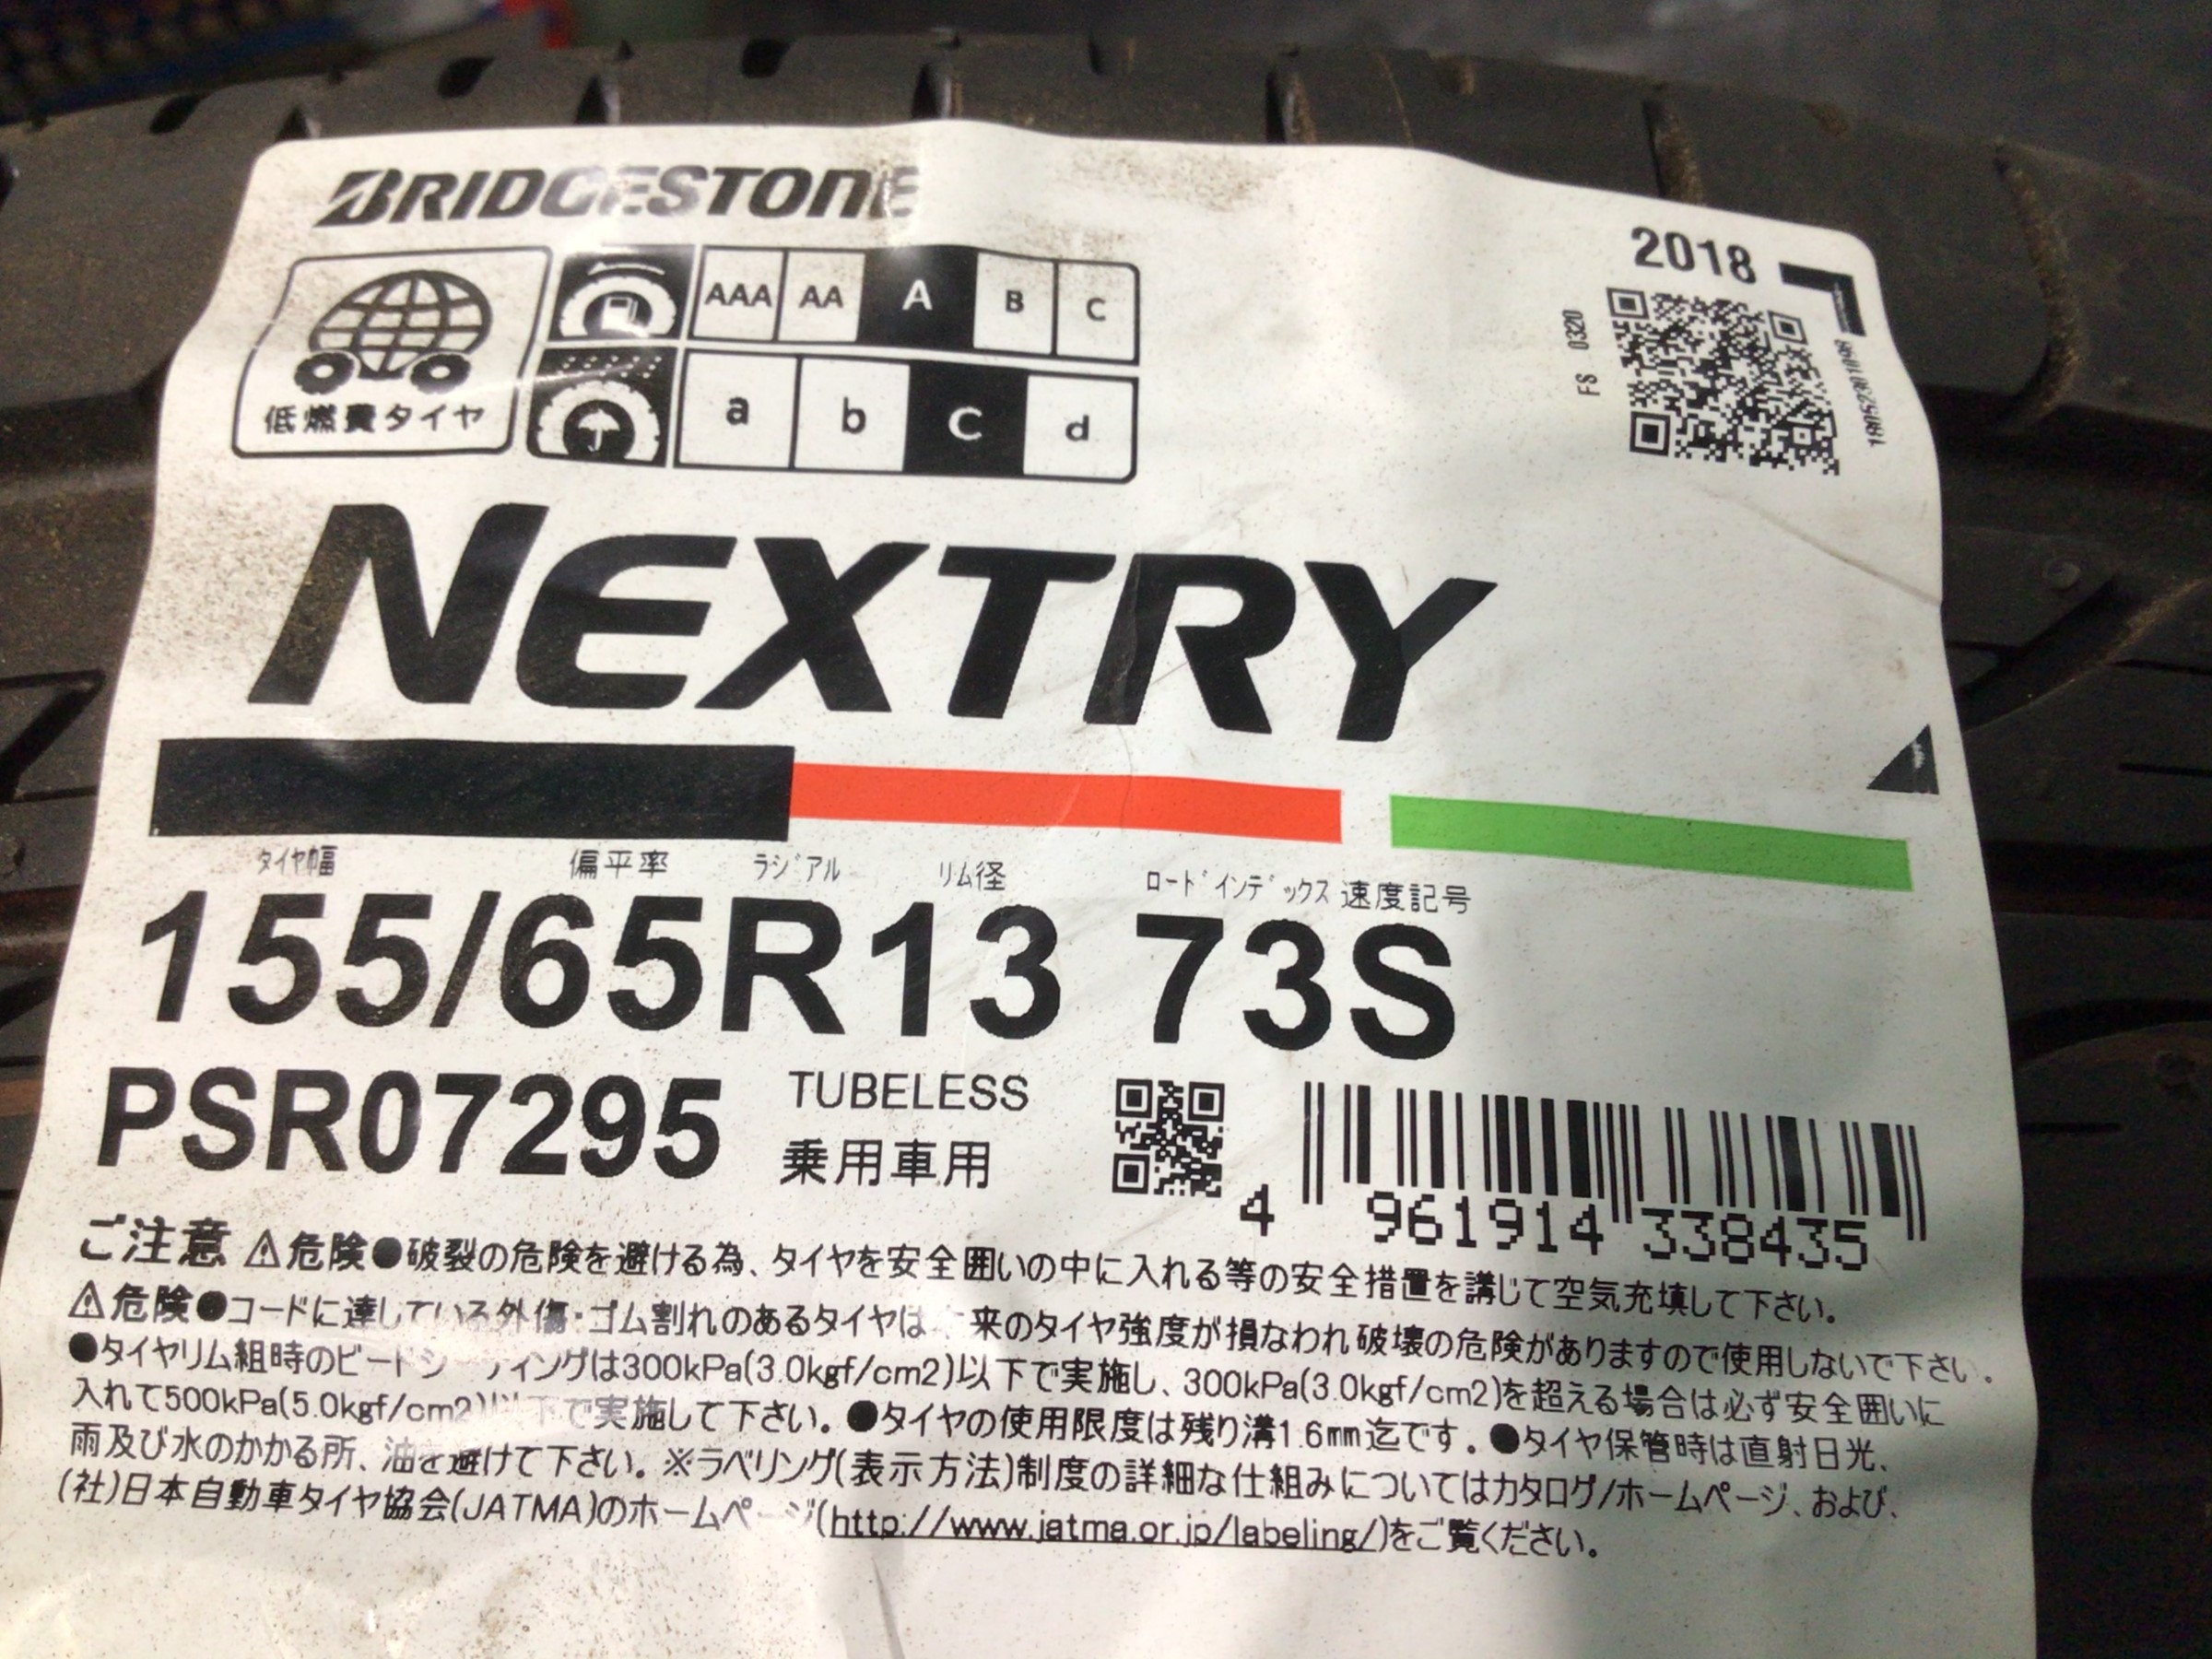 BRIDGESTONE
2018
低燃費タイヤ
AAA AA A B C
a b c d
FS 0320
NEXTRY
タイヤ幅 偏平率 ラジアル リム径 ロードインデックス 速度記号
155/65R13 73S
PSR07295 TUBELESS
乗用車用
4 961914 338435
ご注意 ⚠危険●破裂の危険を避ける為、タイヤを安全囲いの中に入れる等の安全措置を講じて空気充填して下さい。
⚠危険●コードに達している外傷・ゴム割れのあるタイヤは 来のタイヤ強度が損なわれ破壊の危険がありますので使用しないで下さい。
●タイヤリム組時のビードシーティングは300kPa(3.0kgf/cm2)以下で実施し、300kPa(3.0kgf/cm2)を超える場合は必ず安全囲いに
入れて500kPa(5.0kgf/cm2)以下で実施して下さい。●タイヤの使用限度は残り溝1.6mm迄です。●タイヤ保管時は直射日光、
雨及び水のかかる所、油を避けて下さい。※ラベリング(表示方法)制度の詳細な仕組みについてはカタログ/ホームページ、および、
(社)日本自動車タイヤ協会(JATMA)のホームページ(http://www.jatma.or.jp/labeling/)をご覧ください。